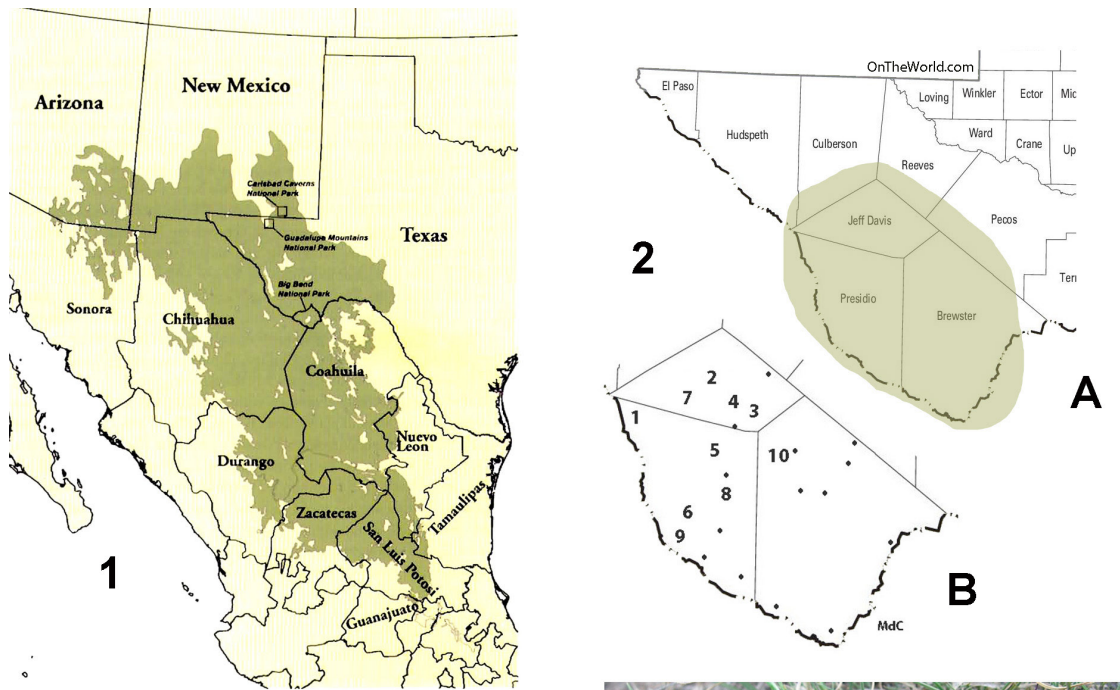 New Mexico
Arizona
Carlsbad Caverns
National Park
Guadalupe Mountains
National Park
Texas
Big Bend
National Park
Sonora
Chihuahua
Coahuila
Nuevo
Leon
Durango
Tamaulipas
Zacatecas
San Luis Potosi
Guanajuato
1
OnTheWorld.com
El Paso
Loving
Winkler
Ector
Mic
Hudspeth
Culberson
Ward
Crane
Up
Reeves
Pecos
Jeff Davis
2
Terr
Presidio
Brewster
A
2
7
4
3
1
5
10
8
6
9
B
MdC